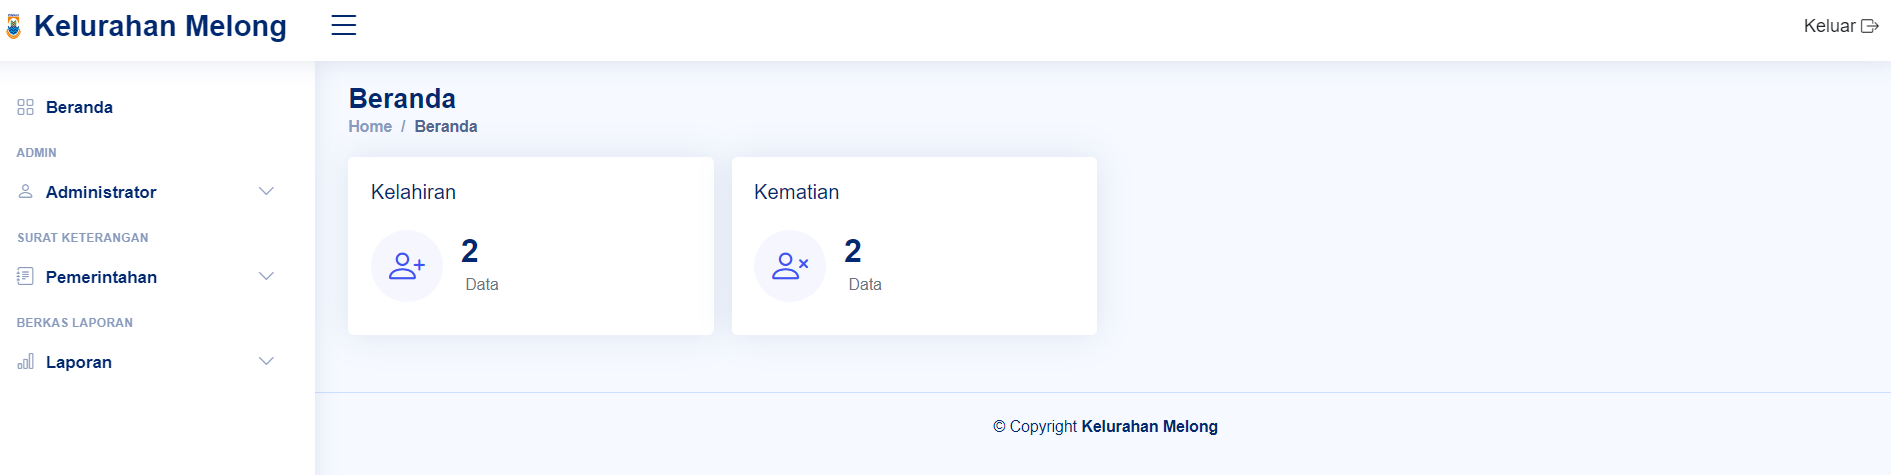 Kelurahan Melong
Keluar
Beranda
ADMIN
Administrator
SURAT KETERANGAN
Pemerintahan
BERKAS LAPORAN
Laporan
Beranda
Home / Beranda
Kelahiran
2
Data
Kematian
2
Data
© Copyright Kelurahan Melong